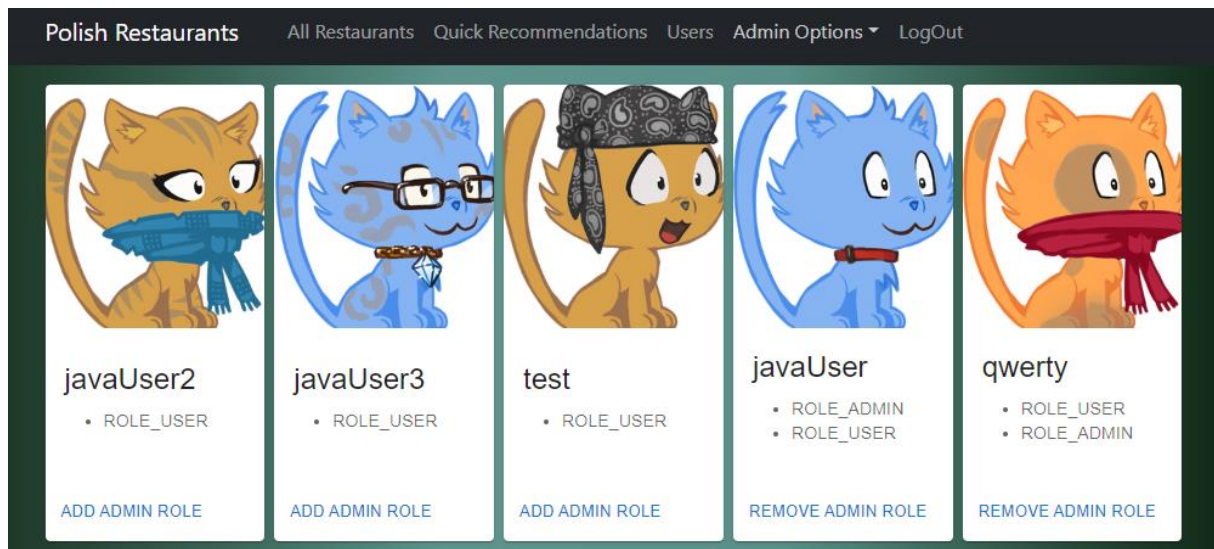 Polish Restaurants All Restaurants Quick Recommendations Users Admin Options LogOut
javaUser2
ROLE_USER
ADD ADMIN ROLE
javaUser3
ROLE_USER
ADD ADMIN ROLE
test
ROLE_USER
ADD ADMIN ROLE
javaUser
ROLE_ADMIN
ROLE_USER
REMOVE ADMIN ROLE
qwerty
ROLE_USER
ROLE_ADMIN
REMOVE ADMIN ROLE